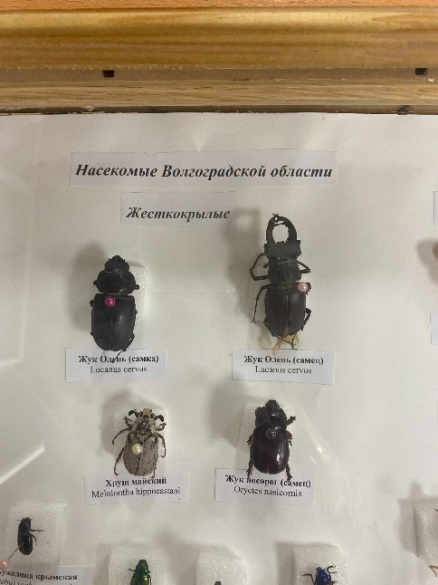 Насекомые Волгоградской области
Жесткокрылые
Жук Олень (самка)
Lucanus cervus
Жук Олень (самец)
Lucanus cervus
Хрущ майский
Melolontha hippocastani
Жук носорог (самец)
Oryctes nasicornis
крымская